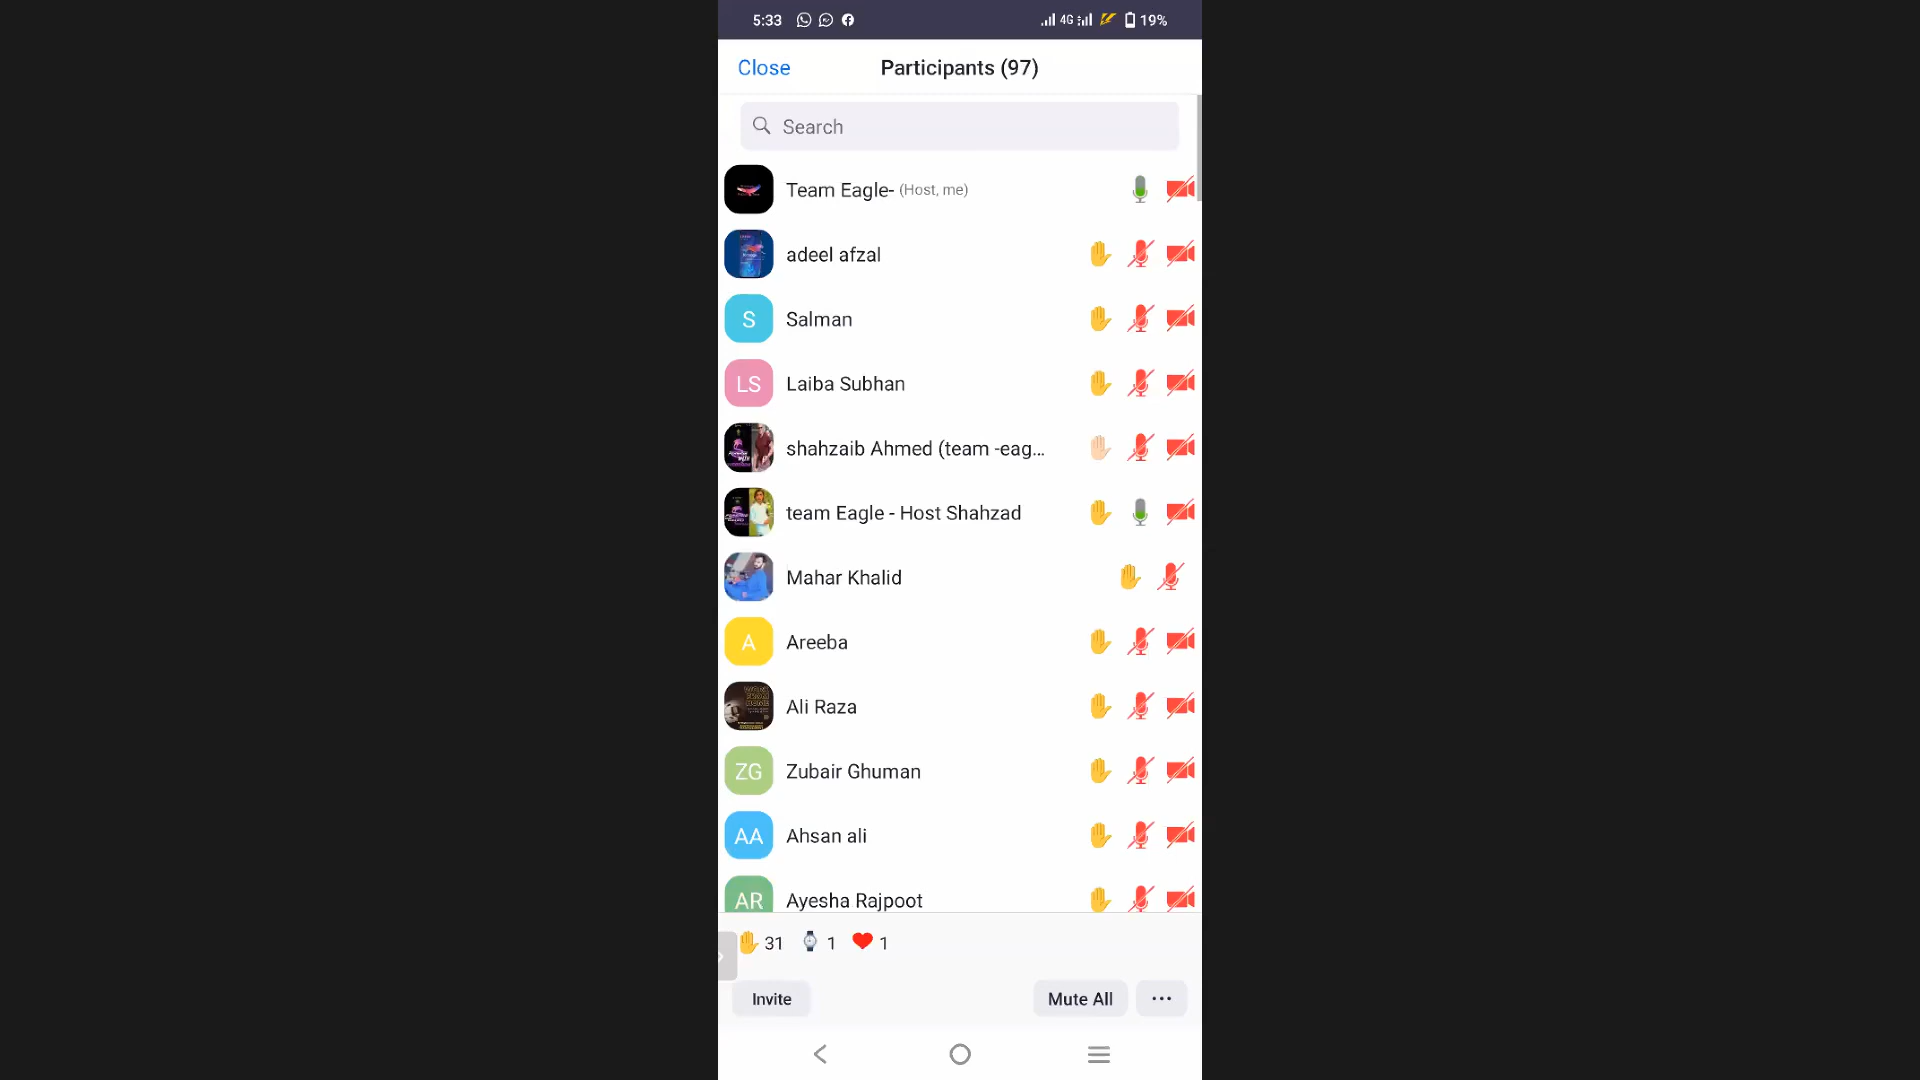 5:33 4G 19%
Close Participants (97)
Search
Team Eagle- (Host, me)
adeel afzal
S Salman
LS Laiba Subhan
shahzaib Ahmed (team -eag...
team Eagle - Host Shahzad
Mahar Khalid
A Areeba
Ali Raza
ZG Zubair Ghuman
AA Ahsan ali
AR Ayesha Rajpoot
31 1 1
Invite Mute All ...